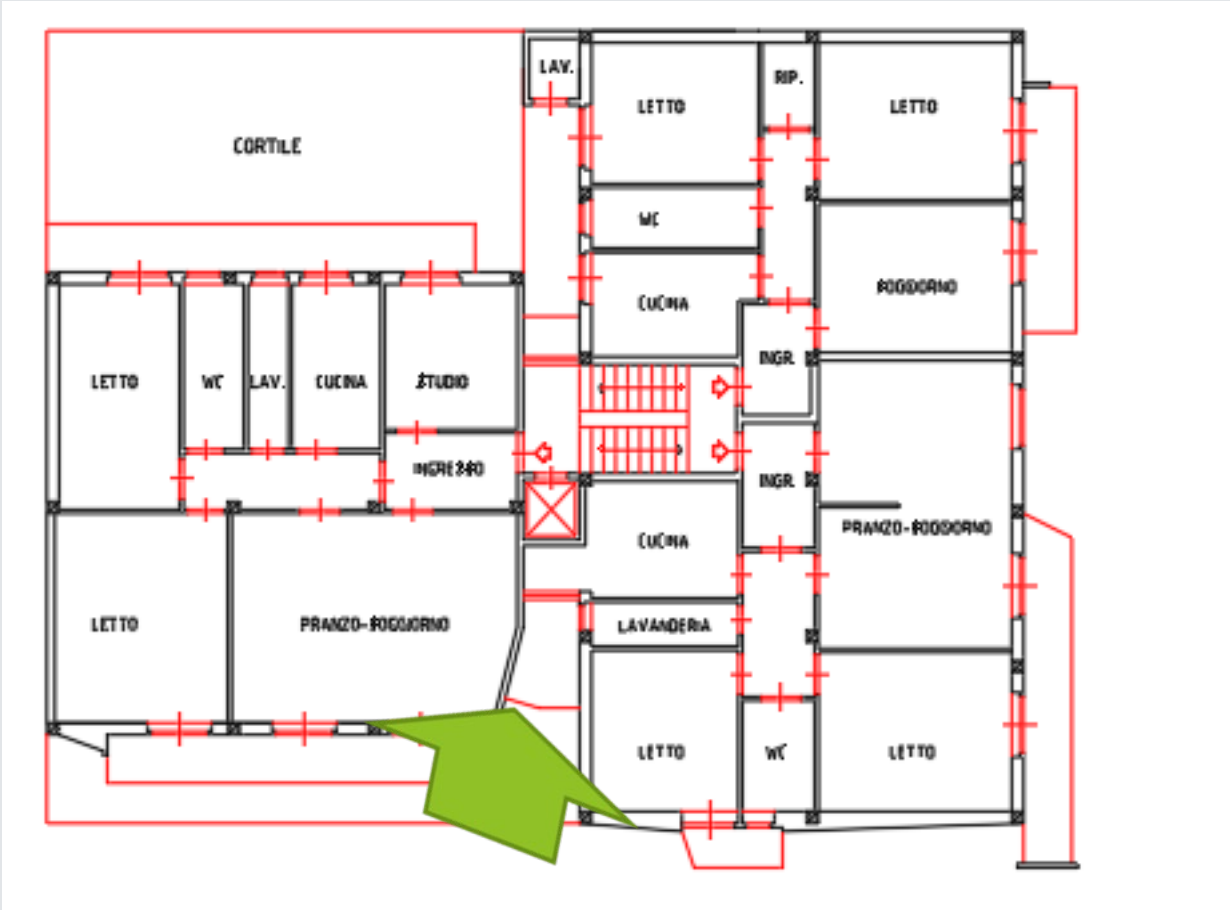 LAV.
LETTO
RIP.
LETTO
CORTILE
WC
CUCINA
SOGGIORNO
INGR.
LETTO
WC
LAV.
CUCINA
STUDIO
INGRESSO
INGR.
CUCINA
PRANZO-SOGGIORNO
LETTO
PRANZO-SOGGIORNO
LAVANDERIA
LETTO
WC
LETTO